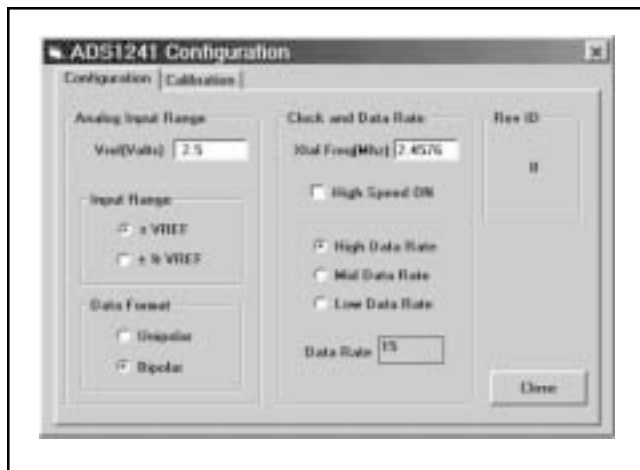 ADS1241 Configuration
Configuration
Calibration
Analog Input Range
Vref(Volts) 2.5
Input Range
± VREF
± ½ VREF
Data Format
Unipolar
Bipolar
Clock and Data Rate
Xtal Freq(Mhz) 2.4576
High Speed ON
High Data Rate
Mid Data Rate
Low Data Rate
Data Rate 15
Rev ID
Close